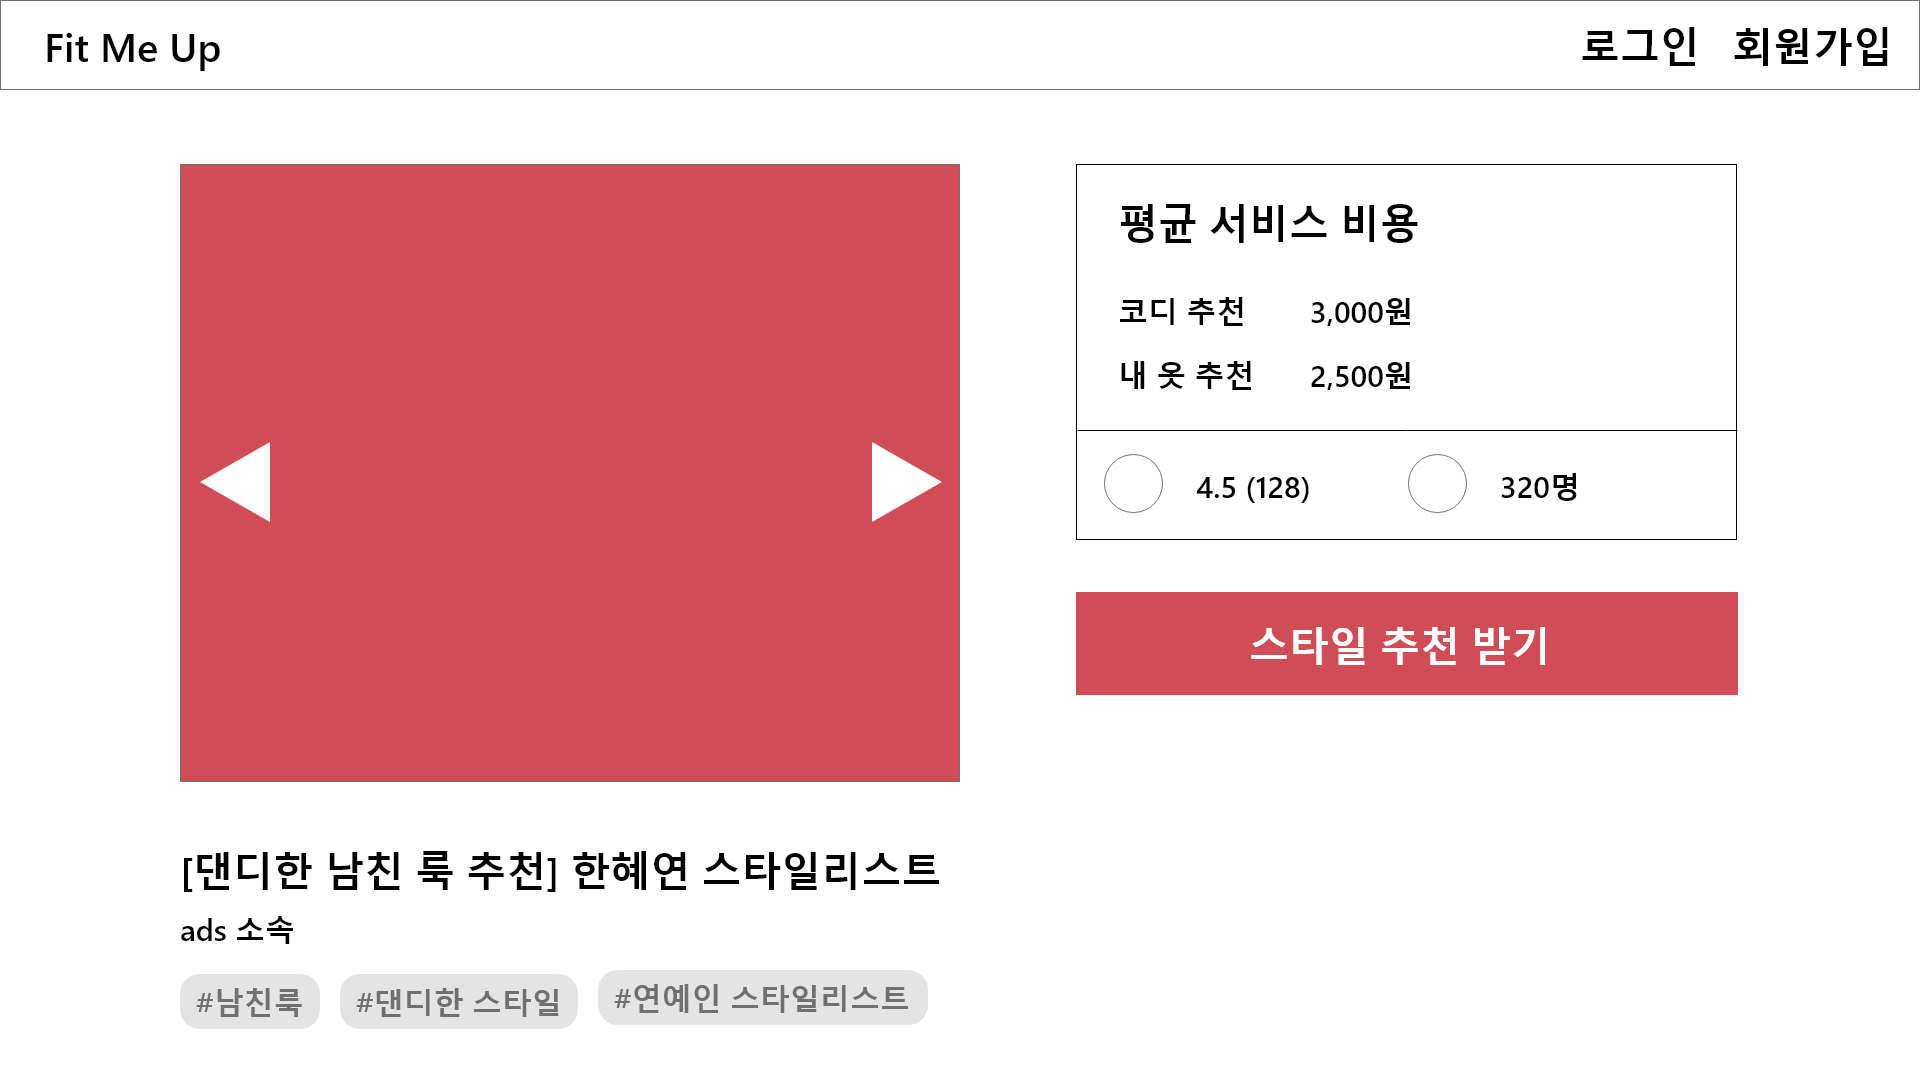 Fit Me Up
로그인 회원가입
평균 서비스 비용
코디 추천 3,000원
내 옷 추천 2,500원
4.5 (128) 320명
스타일 추천 받기
[댄디한 남친 룩 추천] 한혜연 스타일리스트
ads 소속
#남친룩 #댄디한 스타일 #연예인 스타일리스트